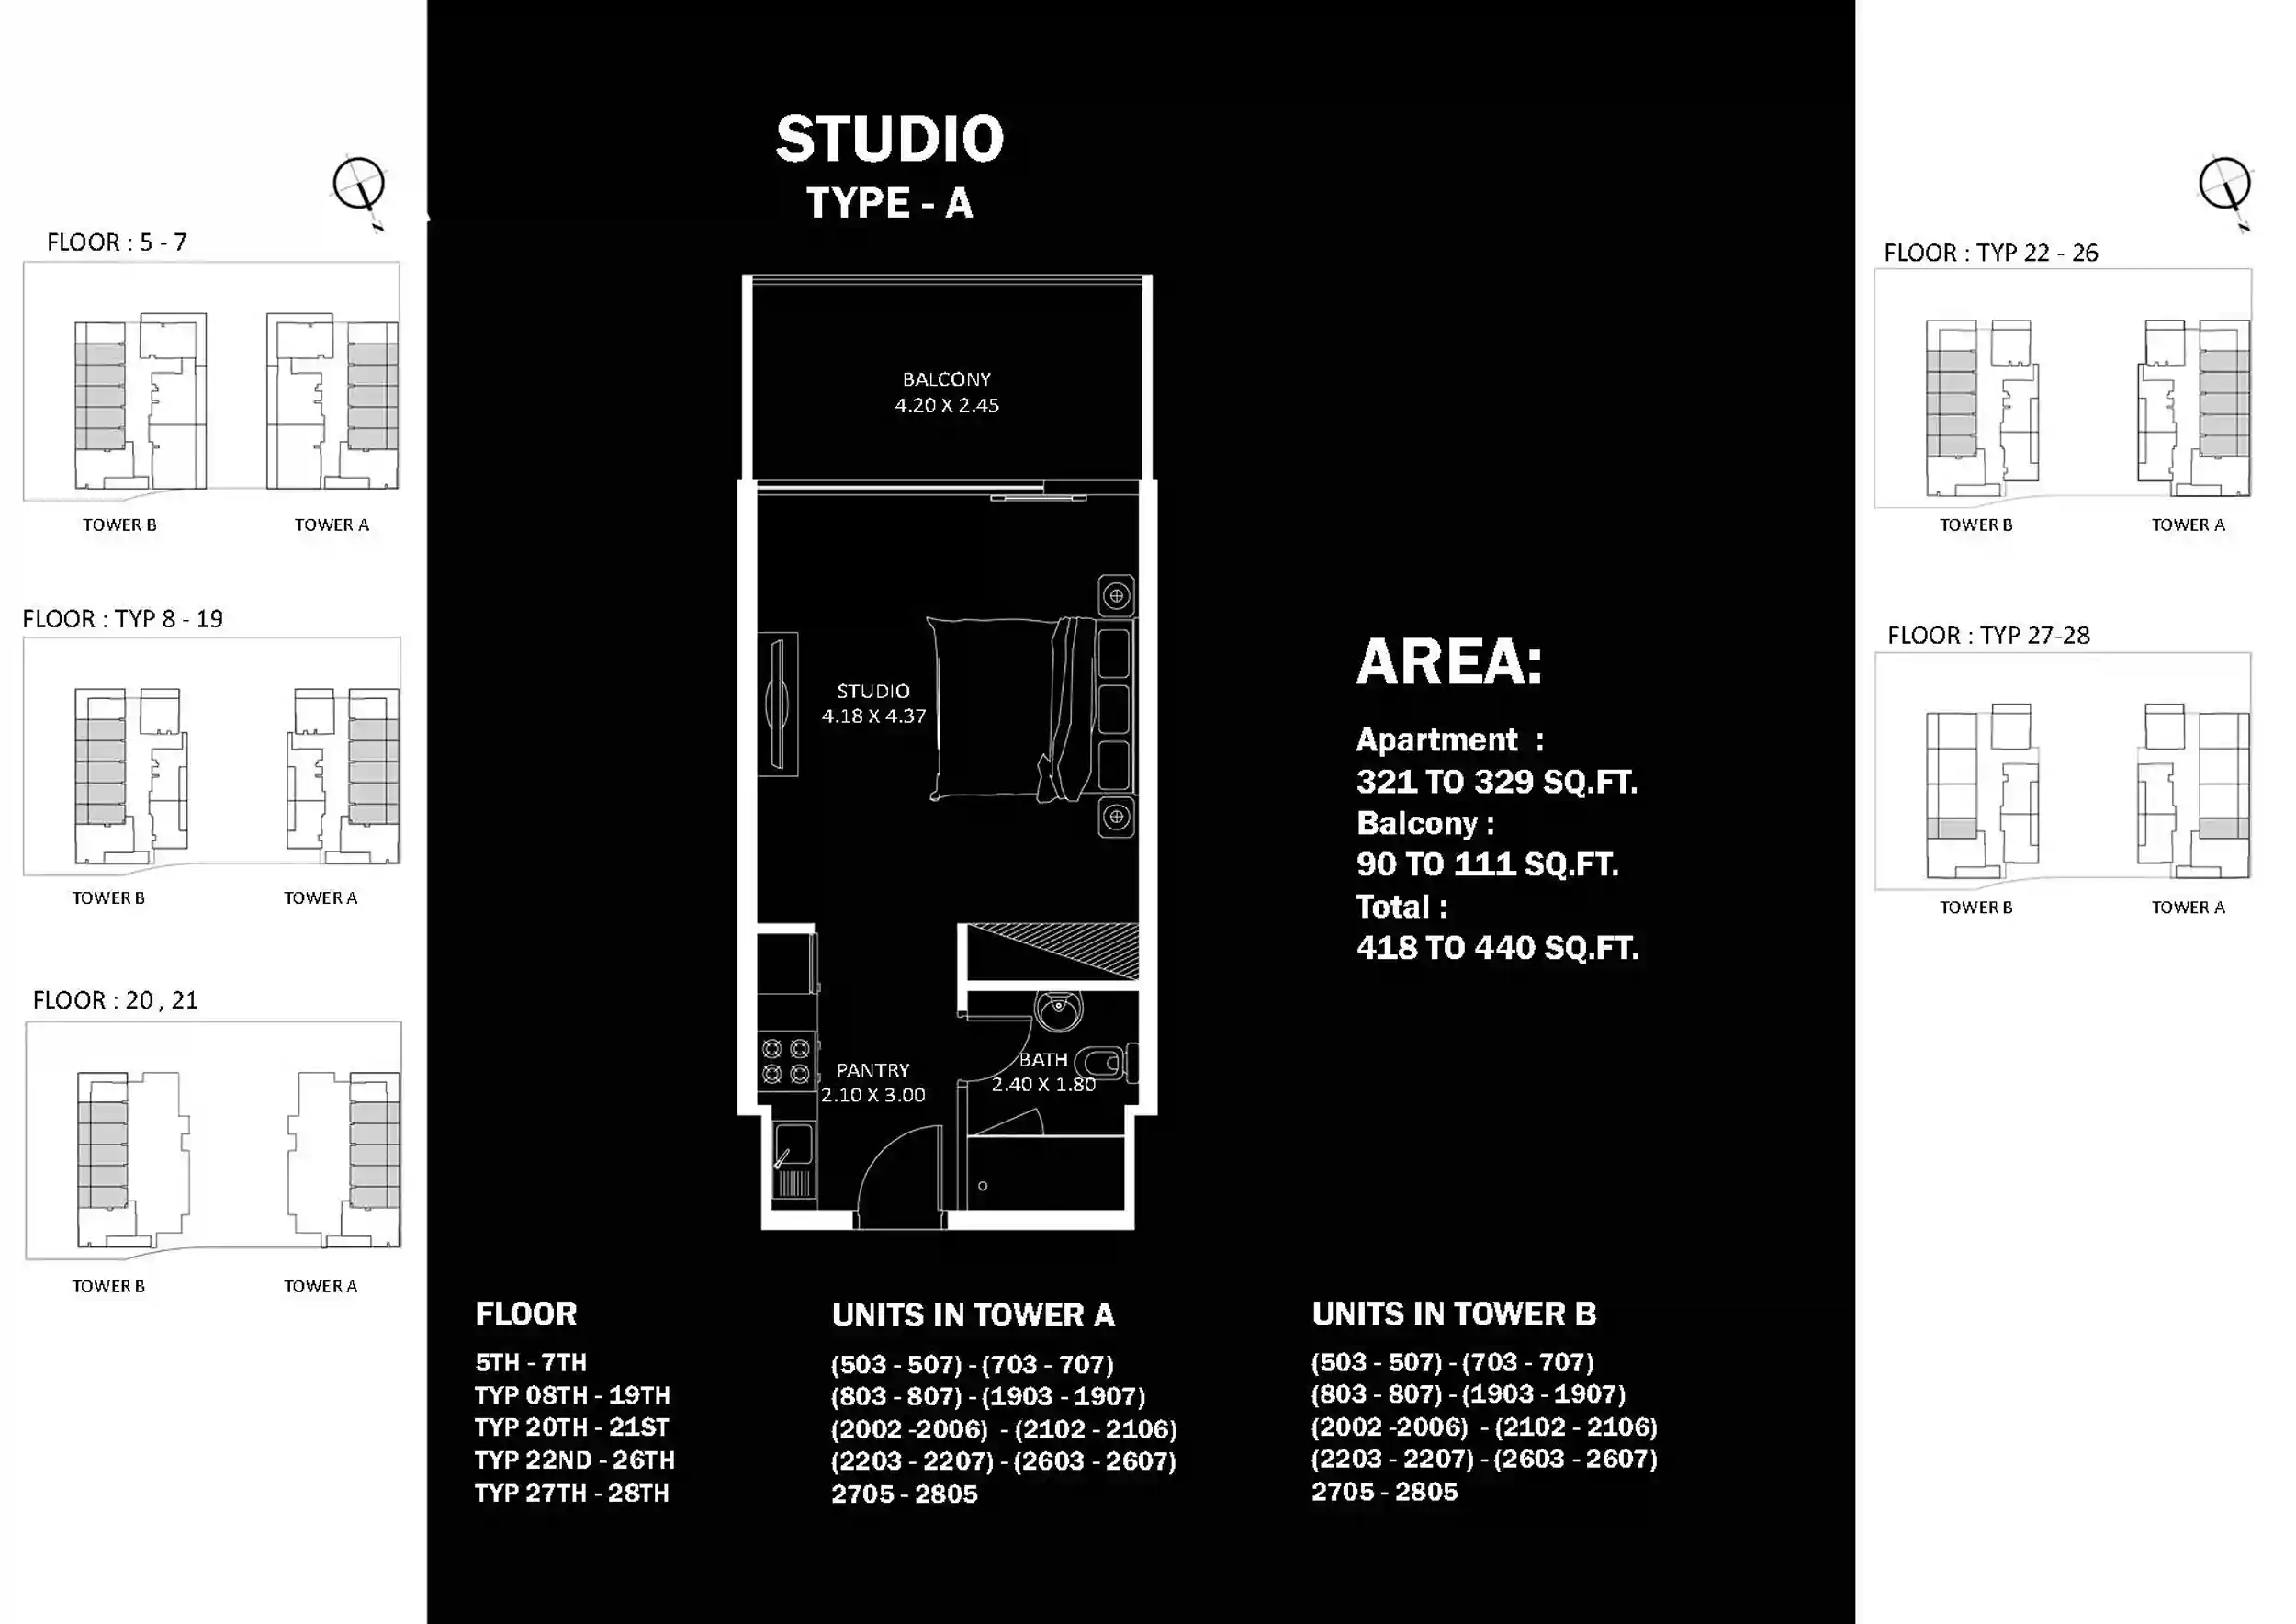 STUDIO
TYPE - A
N
FLOOR : 5 - 7
TOWER B
TOWER A
FLOOR : TYP 8 - 19
TOWER B
TOWER A
FLOOR : 20 , 21
TOWER B
TOWER A
BALCONY
4.20 X 2.45
STUDIO
4.18 X 4.37
PANTRY
2.10 X 3.00
BATH
2.40 X 1.80
AREA:
Apartment :
321 TO 329 SQ.FT.
Balcony :
90 TO 111 SQ.FT.
Total :
418 TO 440 SQ.FT.
N
FLOOR : TYP 22 - 26
TOWER B
TOWER A
FLOOR : TYP 27-28
TOWER B
TOWER A
FLOOR
5TH - 7TH
TYP 08TH - 19TH
TYP 20TH - 21ST
TYP 22ND - 26TH
TYP 27TH - 28TH
UNITS IN TOWER A
(503 - 507) - (703 - 707)
(803 - 807) - (1903 - 1907)
(2002 -2006) - (2102 - 2106)
(2203 - 2207) - (2603 - 2607)
2705 - 2805
UNITS IN TOWER B
(503 - 507) - (703 - 707)
(803 - 807) - (1903 - 1907)
(2002 -2006) - (2102 - 2106)
(2203 - 2207) - (2603 - 2607)
2705 - 2805